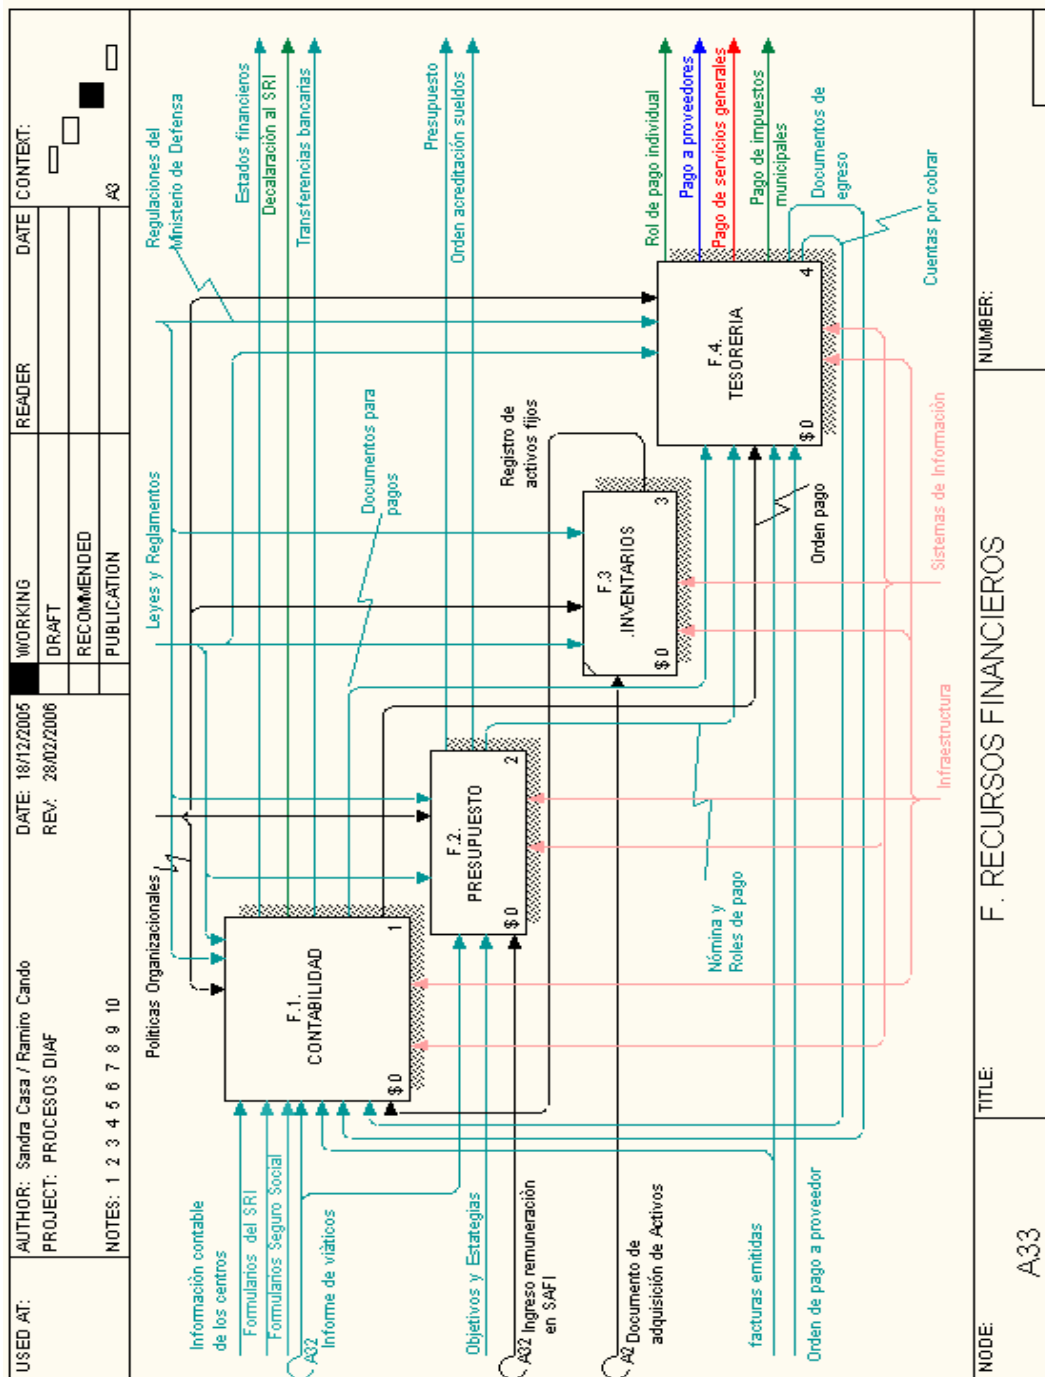 USED AT:
AUTHOR: Sandra Casa / Ramiro Cando
PROJECT: PROCESOS DIAF
NOTES: 1 2 3 4 5 6 7 8 9 10
DATE: 18/12/2005
REV: 28/02/2006
WORKING
DRAFT
RECOMMENDED
PUBLICATION
READER
DATE
CONTEXT:
A3
Políticas Organizacionales
Leyes y Reglamentos
Regulaciones del
Ministerio de Defensa
Información contable
de los centros
Formularios del SRI
Formularios Seguro Social
A32
Informe de viàticos
F.1.
CONTABILIDAD
$ 0
1
Estados financieros
Decalaraciòn al SRI
Transferencias bancarias
Documentos para
pagos
Objetivos y Estategias
A32 Ingreso remuneración
en SAFI
F.2.
PRESUPUESTO
$ 0
2
Presupuesto
Orden acreditación sueldos
Registro de
activos fijos
A2 Documento de
adquisición de Activos
F.3
.INVENTARIOS
$ 0
3
Nómina y
Roles de pago
Orden pago
F.4.
TESORERIA
$ 0
4
Rol de pago individual
Pago a proveedores
Pago de servicios generales
Pago de impuestos
municipales
Documentos de
egreso
Cuentas por cobrar
facturas emitidas
Orden de pago a proveedor
Infraestructura
Sistemas de Informaciòn
NODE:
A33
TITLE:
F. RECURSOS FINANCIEROS
NUMBER: